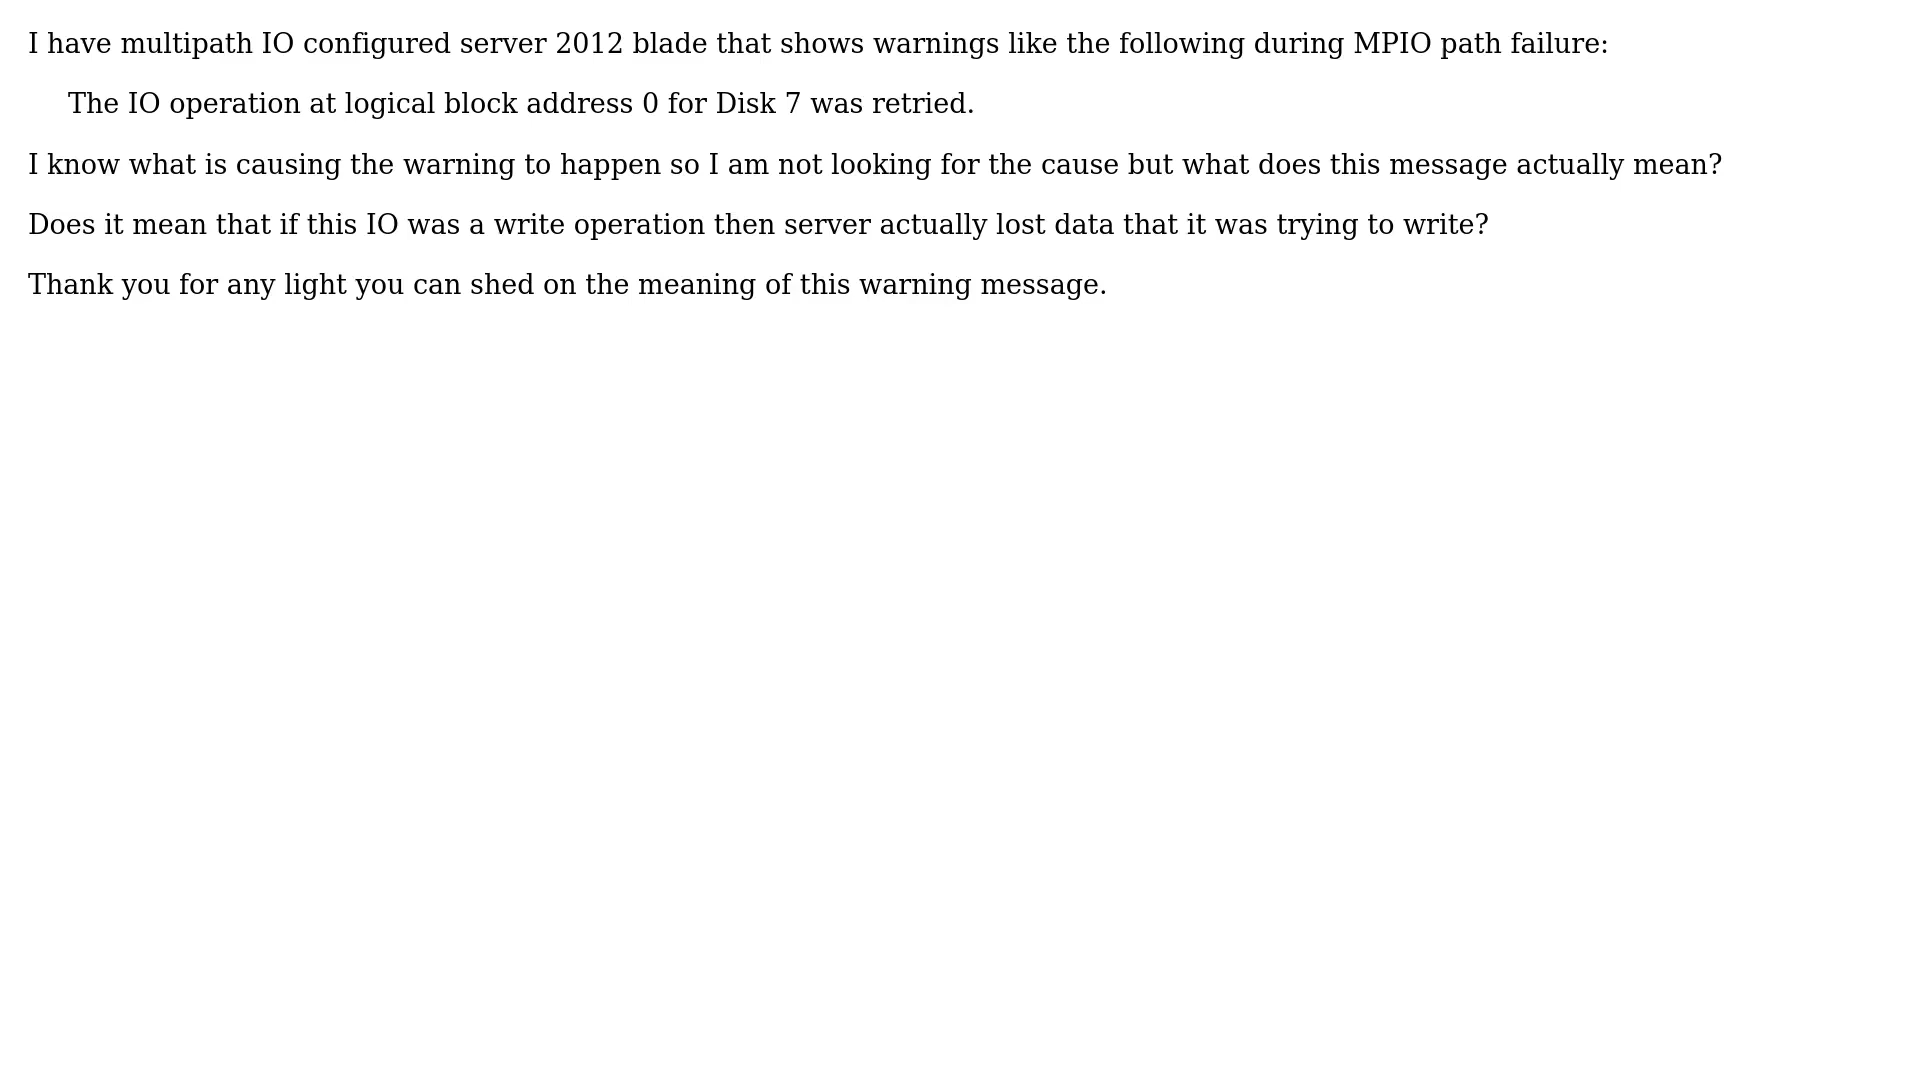 I have multipath IO configured server 2012 blade that shows warnings like the following during MPIO path failure:
The IO operation at logical block address 0 for Disk 7 was retried.
I know what is causing the warning to happen so I am not looking for the cause but what does this message actually mean?
Does it mean that if this IO was a write operation then server actually lost data that it was trying to write?
Thank you for any light you can shed on the meaning of this warning message.